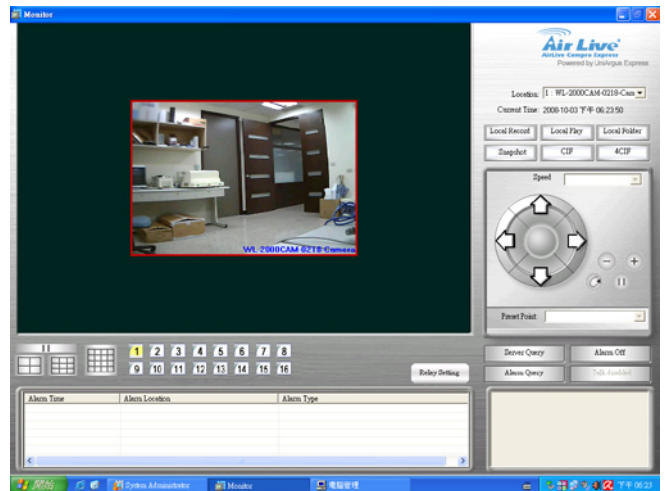 Monitor
Air Live
AirLive Campro Express
Powered by UniArgus Express
Location: 1 : WL-2000CAM-0218-Cam
Current Time: 2008-10-03 下午 06:23:50
Local Record Local Play Local Folder
Snapshot CIF 4CIF
Speed
WL-2000CAM-0218-Camera
Preset Point:
1 2 3 4 5 6 7 8
9 10 11 12 13 14 15 16
Relay Setting
Server Query Alarm Off
Alarm Query Talk disabled
Alarm Time Alarm Location Alarm Type
開始 System Administrator Monitor 電腦管理 下午 06:23